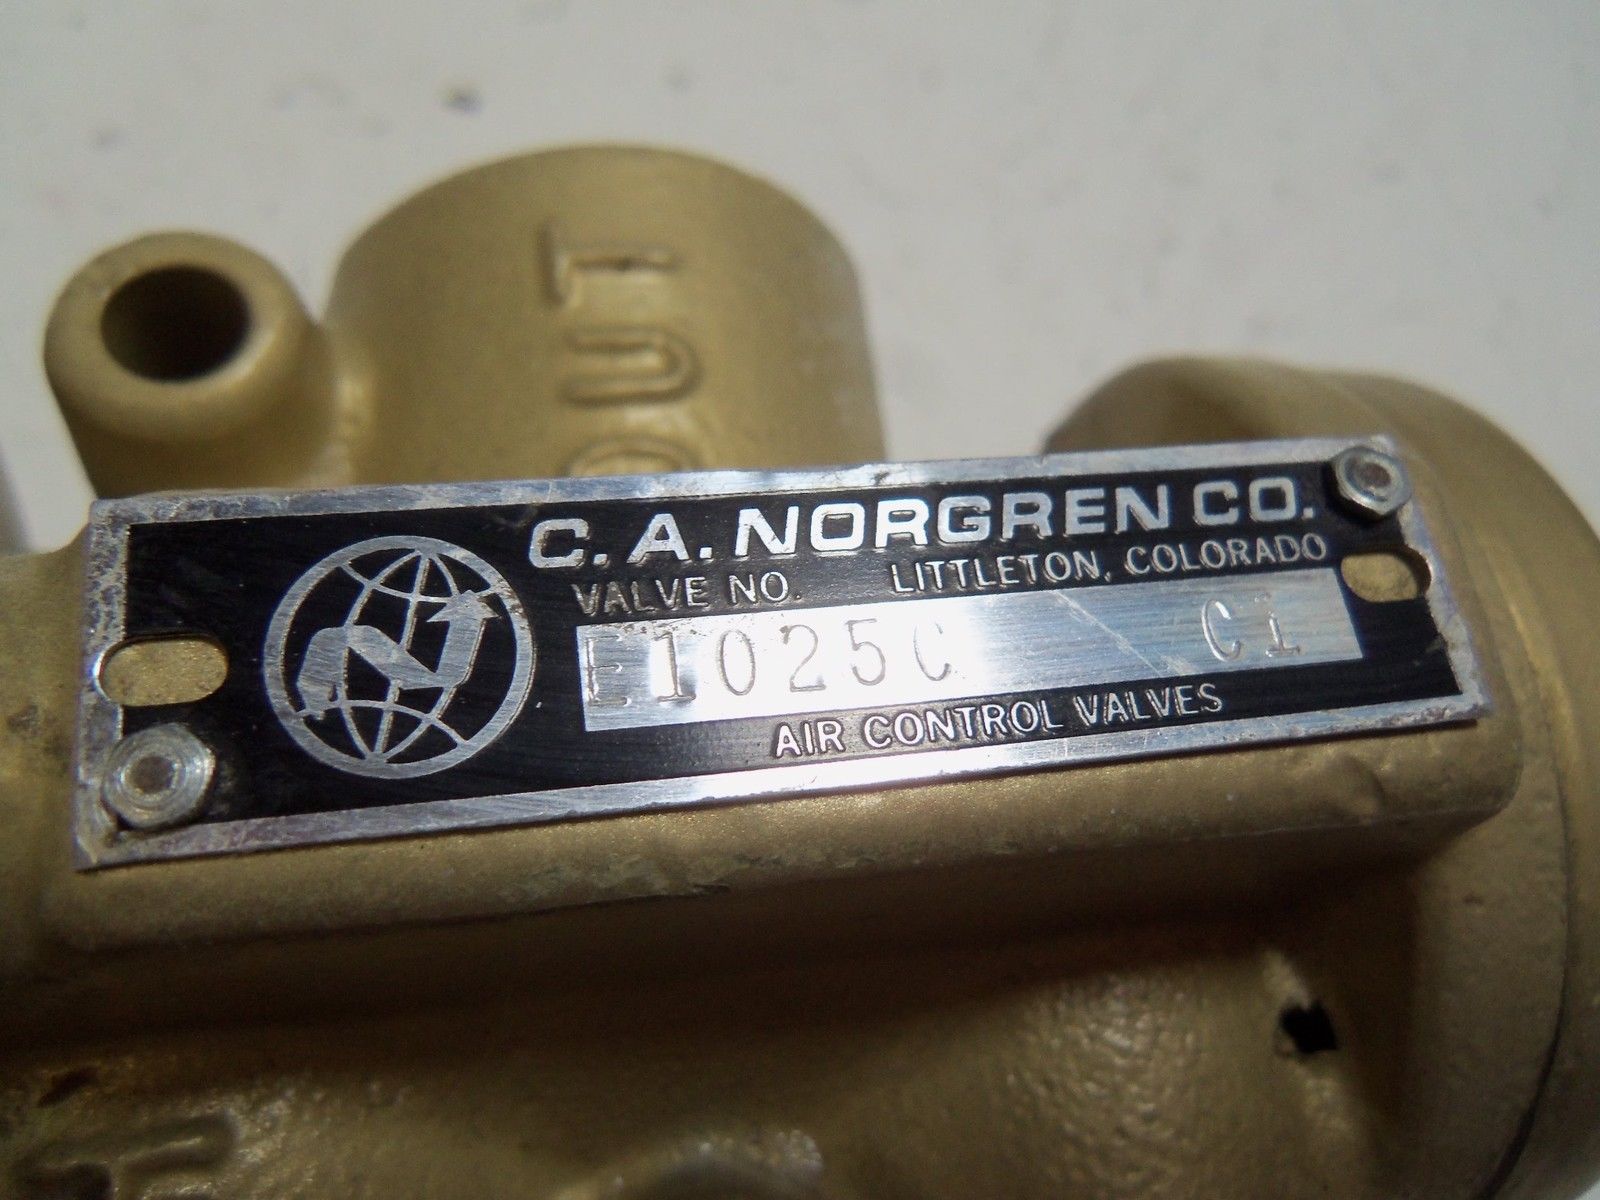 OUT
C. A. NORGREN CO.
VALVE NO. LITTLETON, COLORADO
E1025C C1
AIR CONTROL VALVES